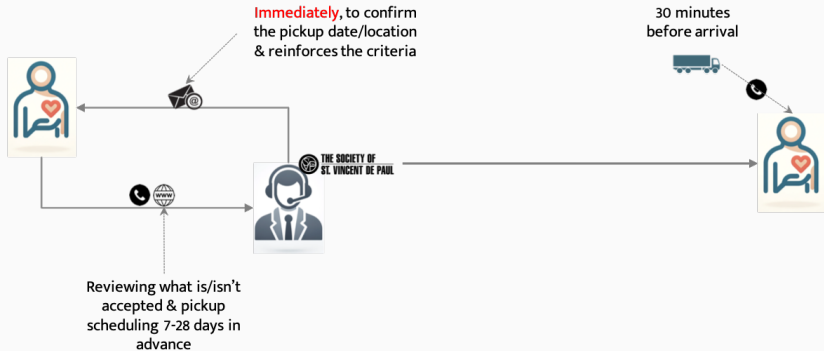 Immediately, to confirm
the pickup date/location
& reinforces the criteria
30 minutes
before arrival
@
THE SOCIETY OF
ST. VINCENT DE PAUL
www
Reviewing what is/isn't
accepted & pickup
scheduling 7-28 days in
advance